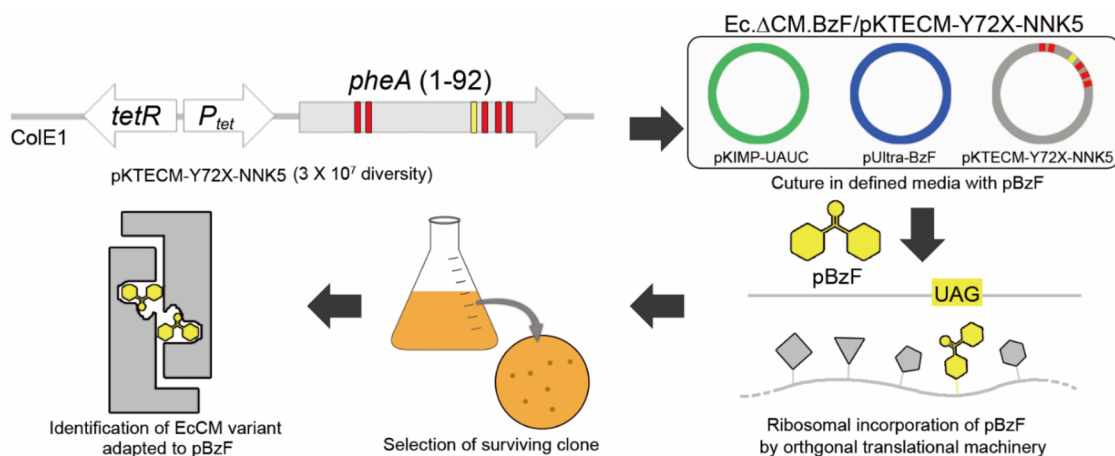 Ec.ΔCM.BzF/pKTECM-Y72X-NNK5
pheA (1-92)
tetR
Ptet
ColE1
pKTECM-Y72X-NNK5 (3 X 10⁷ diversity)
pKIMP-UAUC
pUltra-BzF
pKTECM-Y72X-NNK5
Cuture in defined media with pBzF
pBzF
UAG
Identification of EcCM variant
adapted to pBzF
Selection of surviving clone
Ribosomal incorporation of pBzF
by orthgonal translational machinery